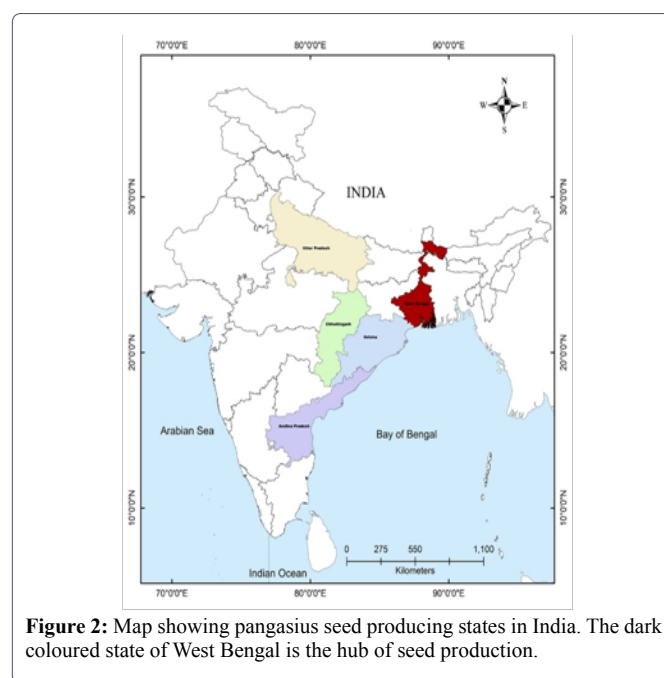 70°0'0"E 80°0'0"E 90°0'0"E
N
W E
S
INDIA
30°0'0"N 30°0'0"N
Uttar Pradesh
Chhattisgarh
Odisha
20°0'0"N 20°0'0"N
Andhra Pradesh
Arabian Sea
Bay of Bengal
10°0'0"N 10°0'0"N
0 275 550 1,100
Kilometers
Indian Ocean
70°0'0"E 80°0'0"E 90°0'0"E
Figure 2: Map showing pangasius seed producing states in India. The dark
coloured state of West Bengal is the hub of seed production.